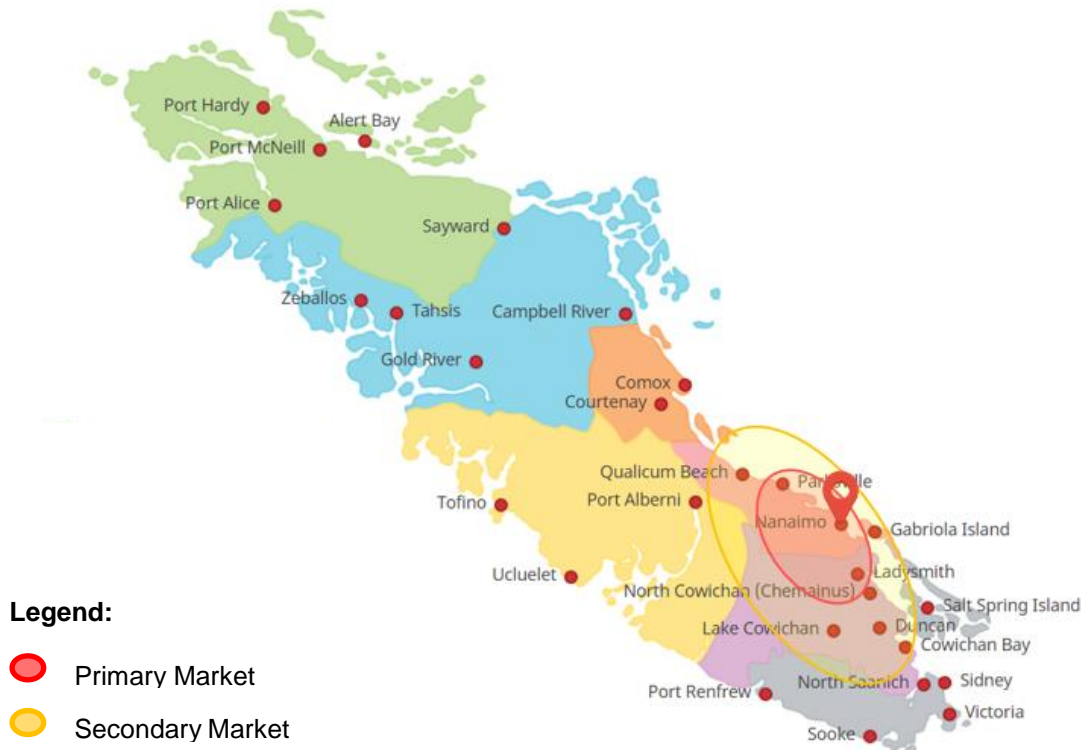 Port Hardy
Alert Bay
Port McNeill
Port Alice
Sayward
Zeballos
Tahsis
Campbell River
Gold River
Comox
Courtenay
Qualicum Beach
Parksville
Tofino
Port Alberni
Nanaimo
Gabriola Island
Ucluelet
Ladysmith
North Cowichan (Chemainus)
Salt Spring Island
Lake Cowichan
Duncan
Cowichan Bay
Port Renfrew
North Saanich
Sidney
Victoria
Sooke
Legend:
Primary Market
Secondary Market